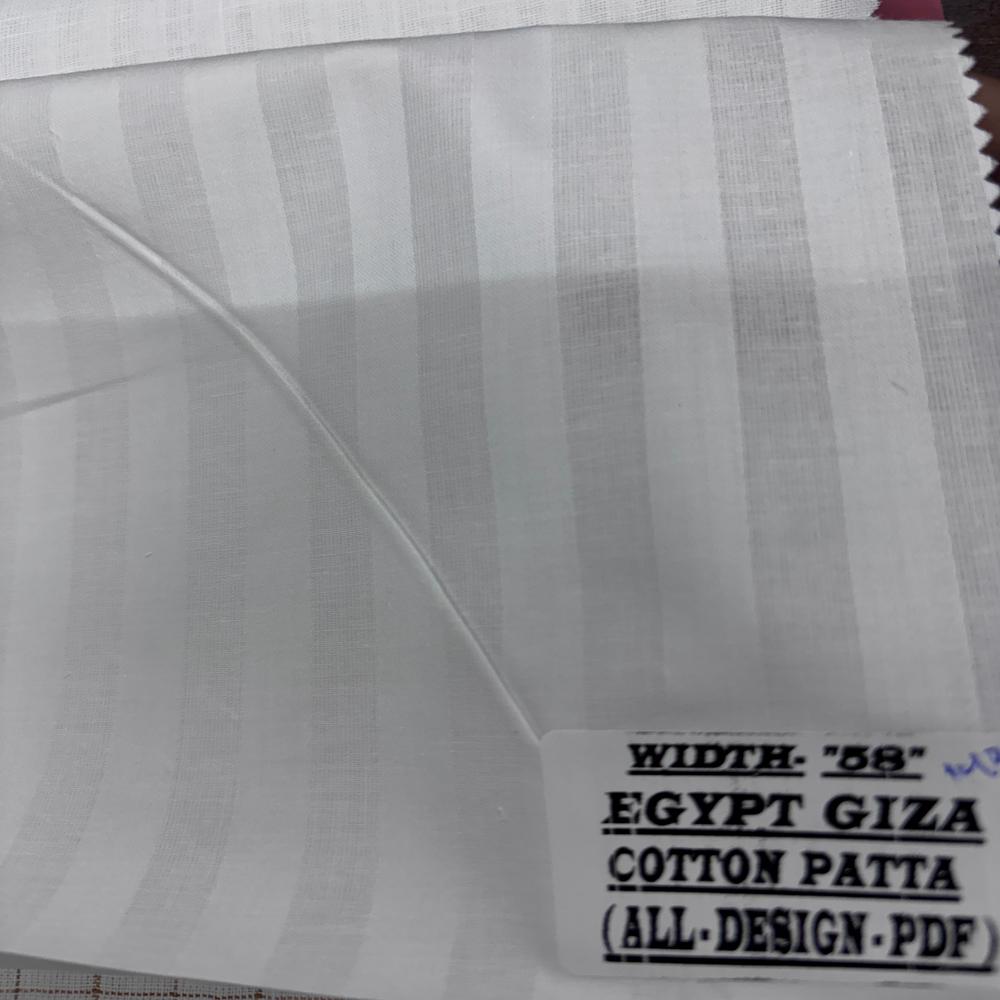 WIDTH- "58"
EGYPT GIZA
COTTON PATTA
(ALL-DESIGN-PDF)